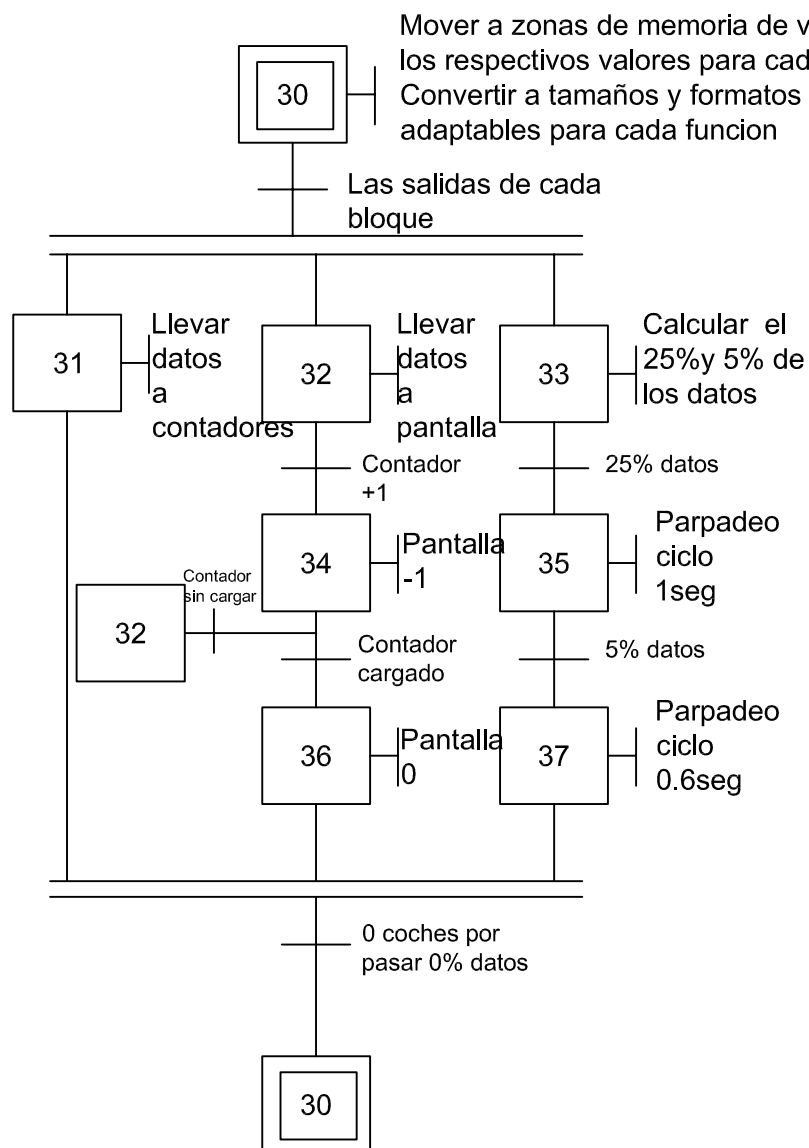 Mover a zonas de memoria de v
los respectivos valores para cad
30
Convertir a tamaños y formatos
adaptables para cada funcion
Las salidas de cada
bloque
31
Llevar
datos
a
contadores
32
Llevar
datos
a
pantalla
33
Calcular el
25%y 5% de
los datos
Contador
+1
25% datos
34
Pantalla
-1
35
Parpadeo
ciclo
1seg
Contador
sin cargar
32
Contador
cargado
5% datos
36
Pantalla
0
37
Parpadeo
ciclo
0.6seg
0 coches por
pasar 0% datos
30